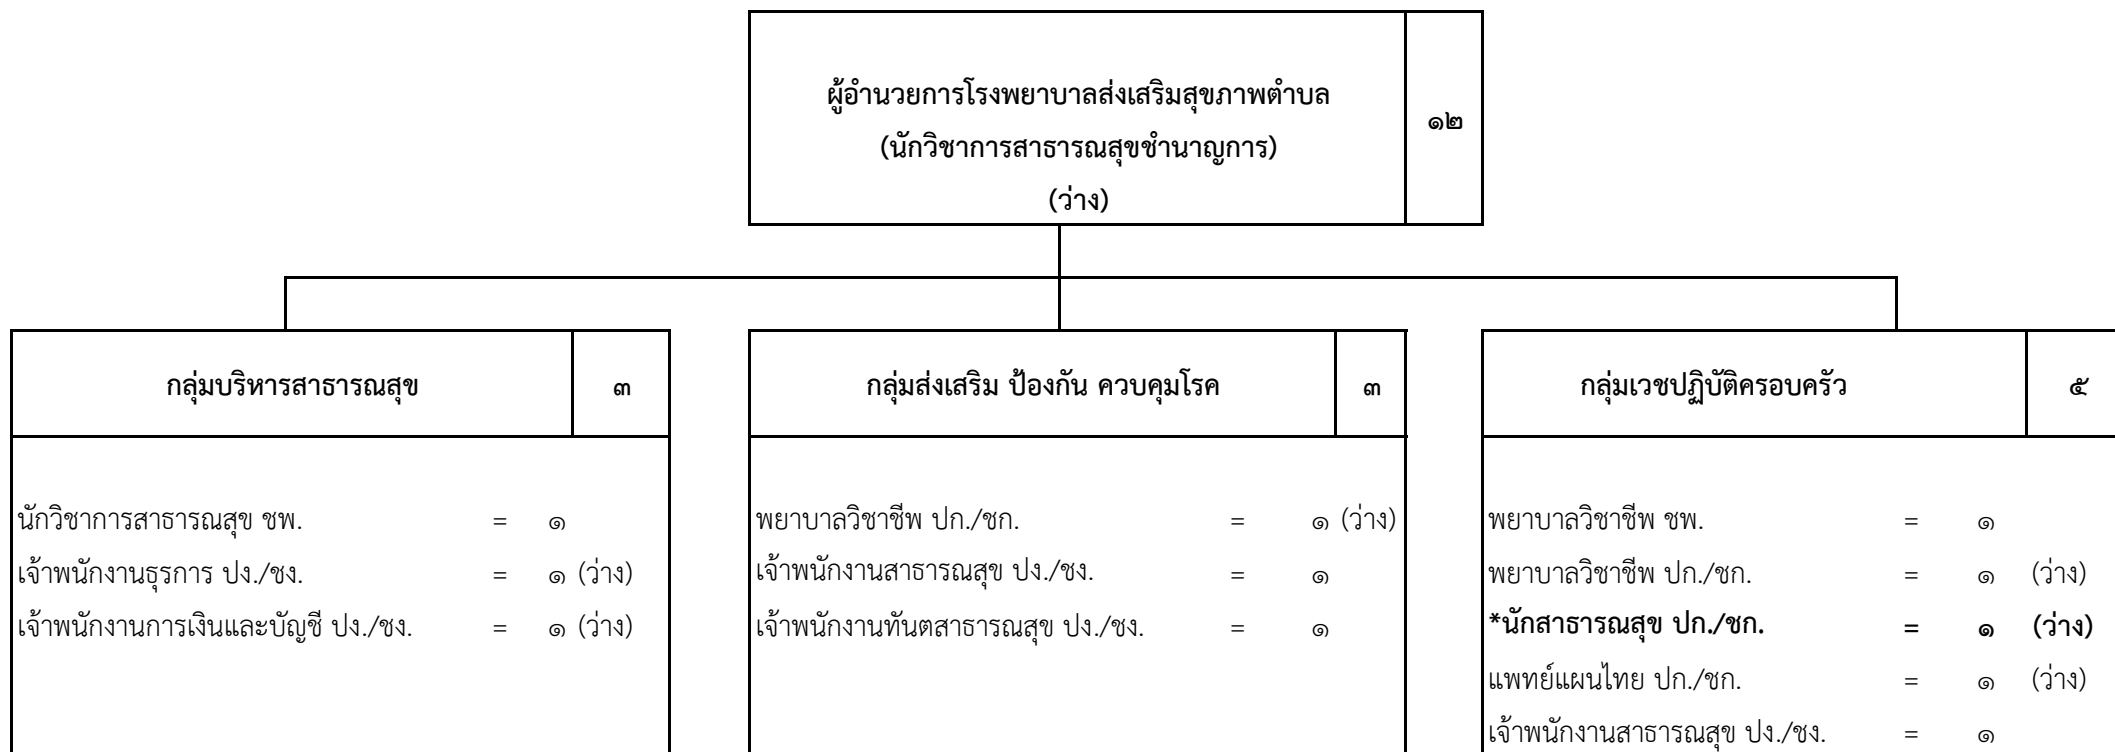 ผู้อำนวยการโรงพยาบาลส่งเสริมสุขภาพตำบล
(นักวิชาการสาธารณสุขชำนาญการ)
(ว่าง)
๑๒
กลุ่มบริหารสาธารณสุข ๓
นักวิชาการสาธารณสุข ชพ. = ๑
เจ้าพนักงานธุรการ ปง./ชง. = ๑ (ว่าง)
เจ้าพนักงานการเงินและบัญชี ปง./ชง. = ๑ (ว่าง)
กลุ่มส่งเสริม ป้องกัน ควบคุมโรค ๓
พยาบาลวิชาชีพ ปก./ชก. = ๑ (ว่าง)
เจ้าพนักงานสาธารณสุข ปง./ชง. = ๑
เจ้าพนักงานทันตสาธารณสุข ปง./ชง. = ๑
กลุ่มเวชปฏิบัติครอบครัว ๕
พยาบาลวิชาชีพ ชพ. = ๑
พยาบาลวิชาชีพ ปก./ชก. = ๑ (ว่าง)
*นักสาธารณสุข ปก./ชก. = ๑ (ว่าง)
แพทย์แผนไทย ปก./ชก. = ๑ (ว่าง)
เจ้าพนักงานสาธารณสุข ปง./ชง. = ๑